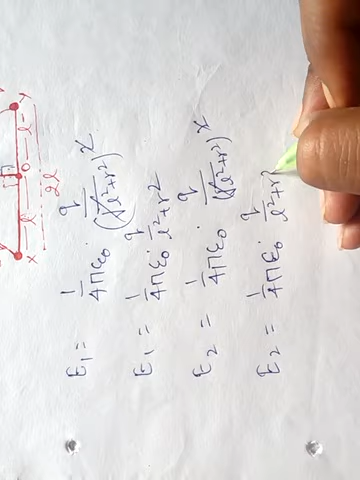 X l O l Y
2l
E₁ = 1/4πε₀ · q/(√l²+r²)²
E₁ = 1/4πε₀ · q/l²+r²
E₂ = 1/4πε₀ · q/(√l²+r²)²
E₂ = 1/4πε₀ · q/l²+r²